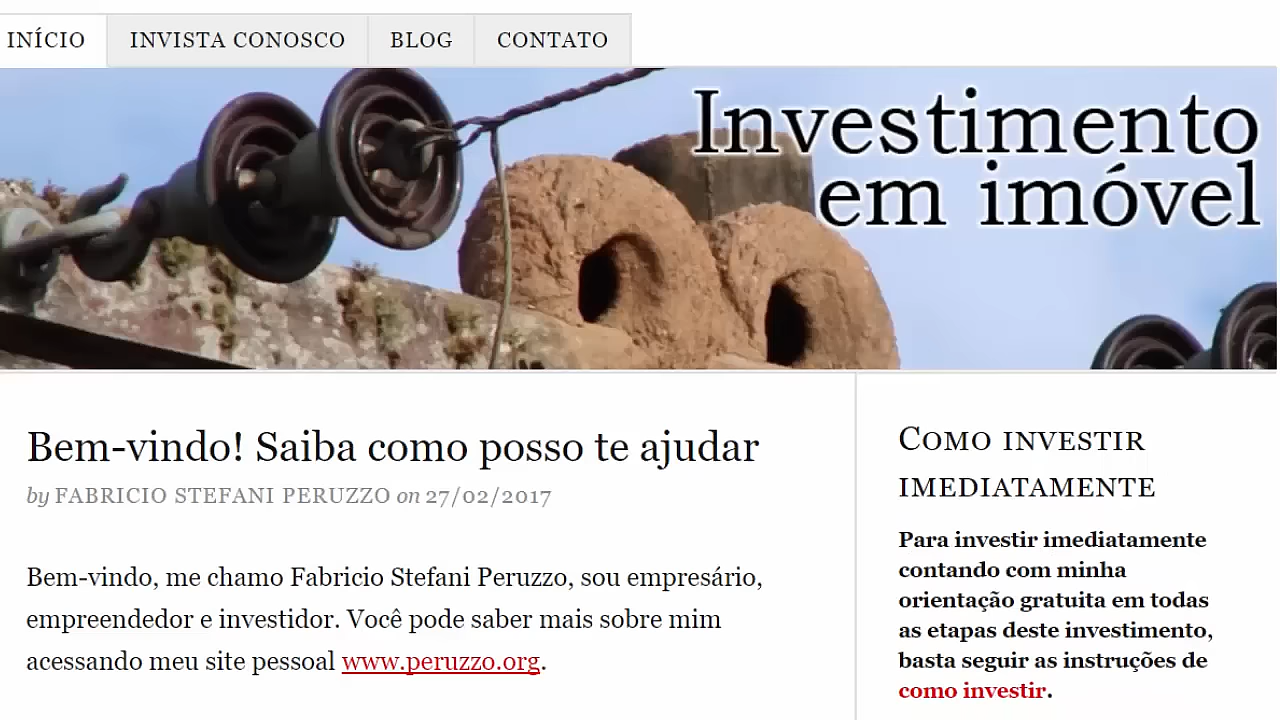 INÍCIO INVISTA CONOSCO BLOG CONTATO
Investimento
em imóvel
Bem-vindo! Saiba como posso te ajudar
by FABRICIO STEFANI PERUZZO on 27/02/2017
Bem-vindo, me chamo Fabricio Stefani Peruzzo, sou empresário,
empreendedor e investidor. Você pode saber mais sobre mim
acessando meu site pessoal www.peruzzo.org.
COMO INVESTIR
IMEDIATAMENTE
Para investir imediatamente
contando com minha
orientação gratuita em todas
as etapas deste investimento,
basta seguir as instruções de
como investir.